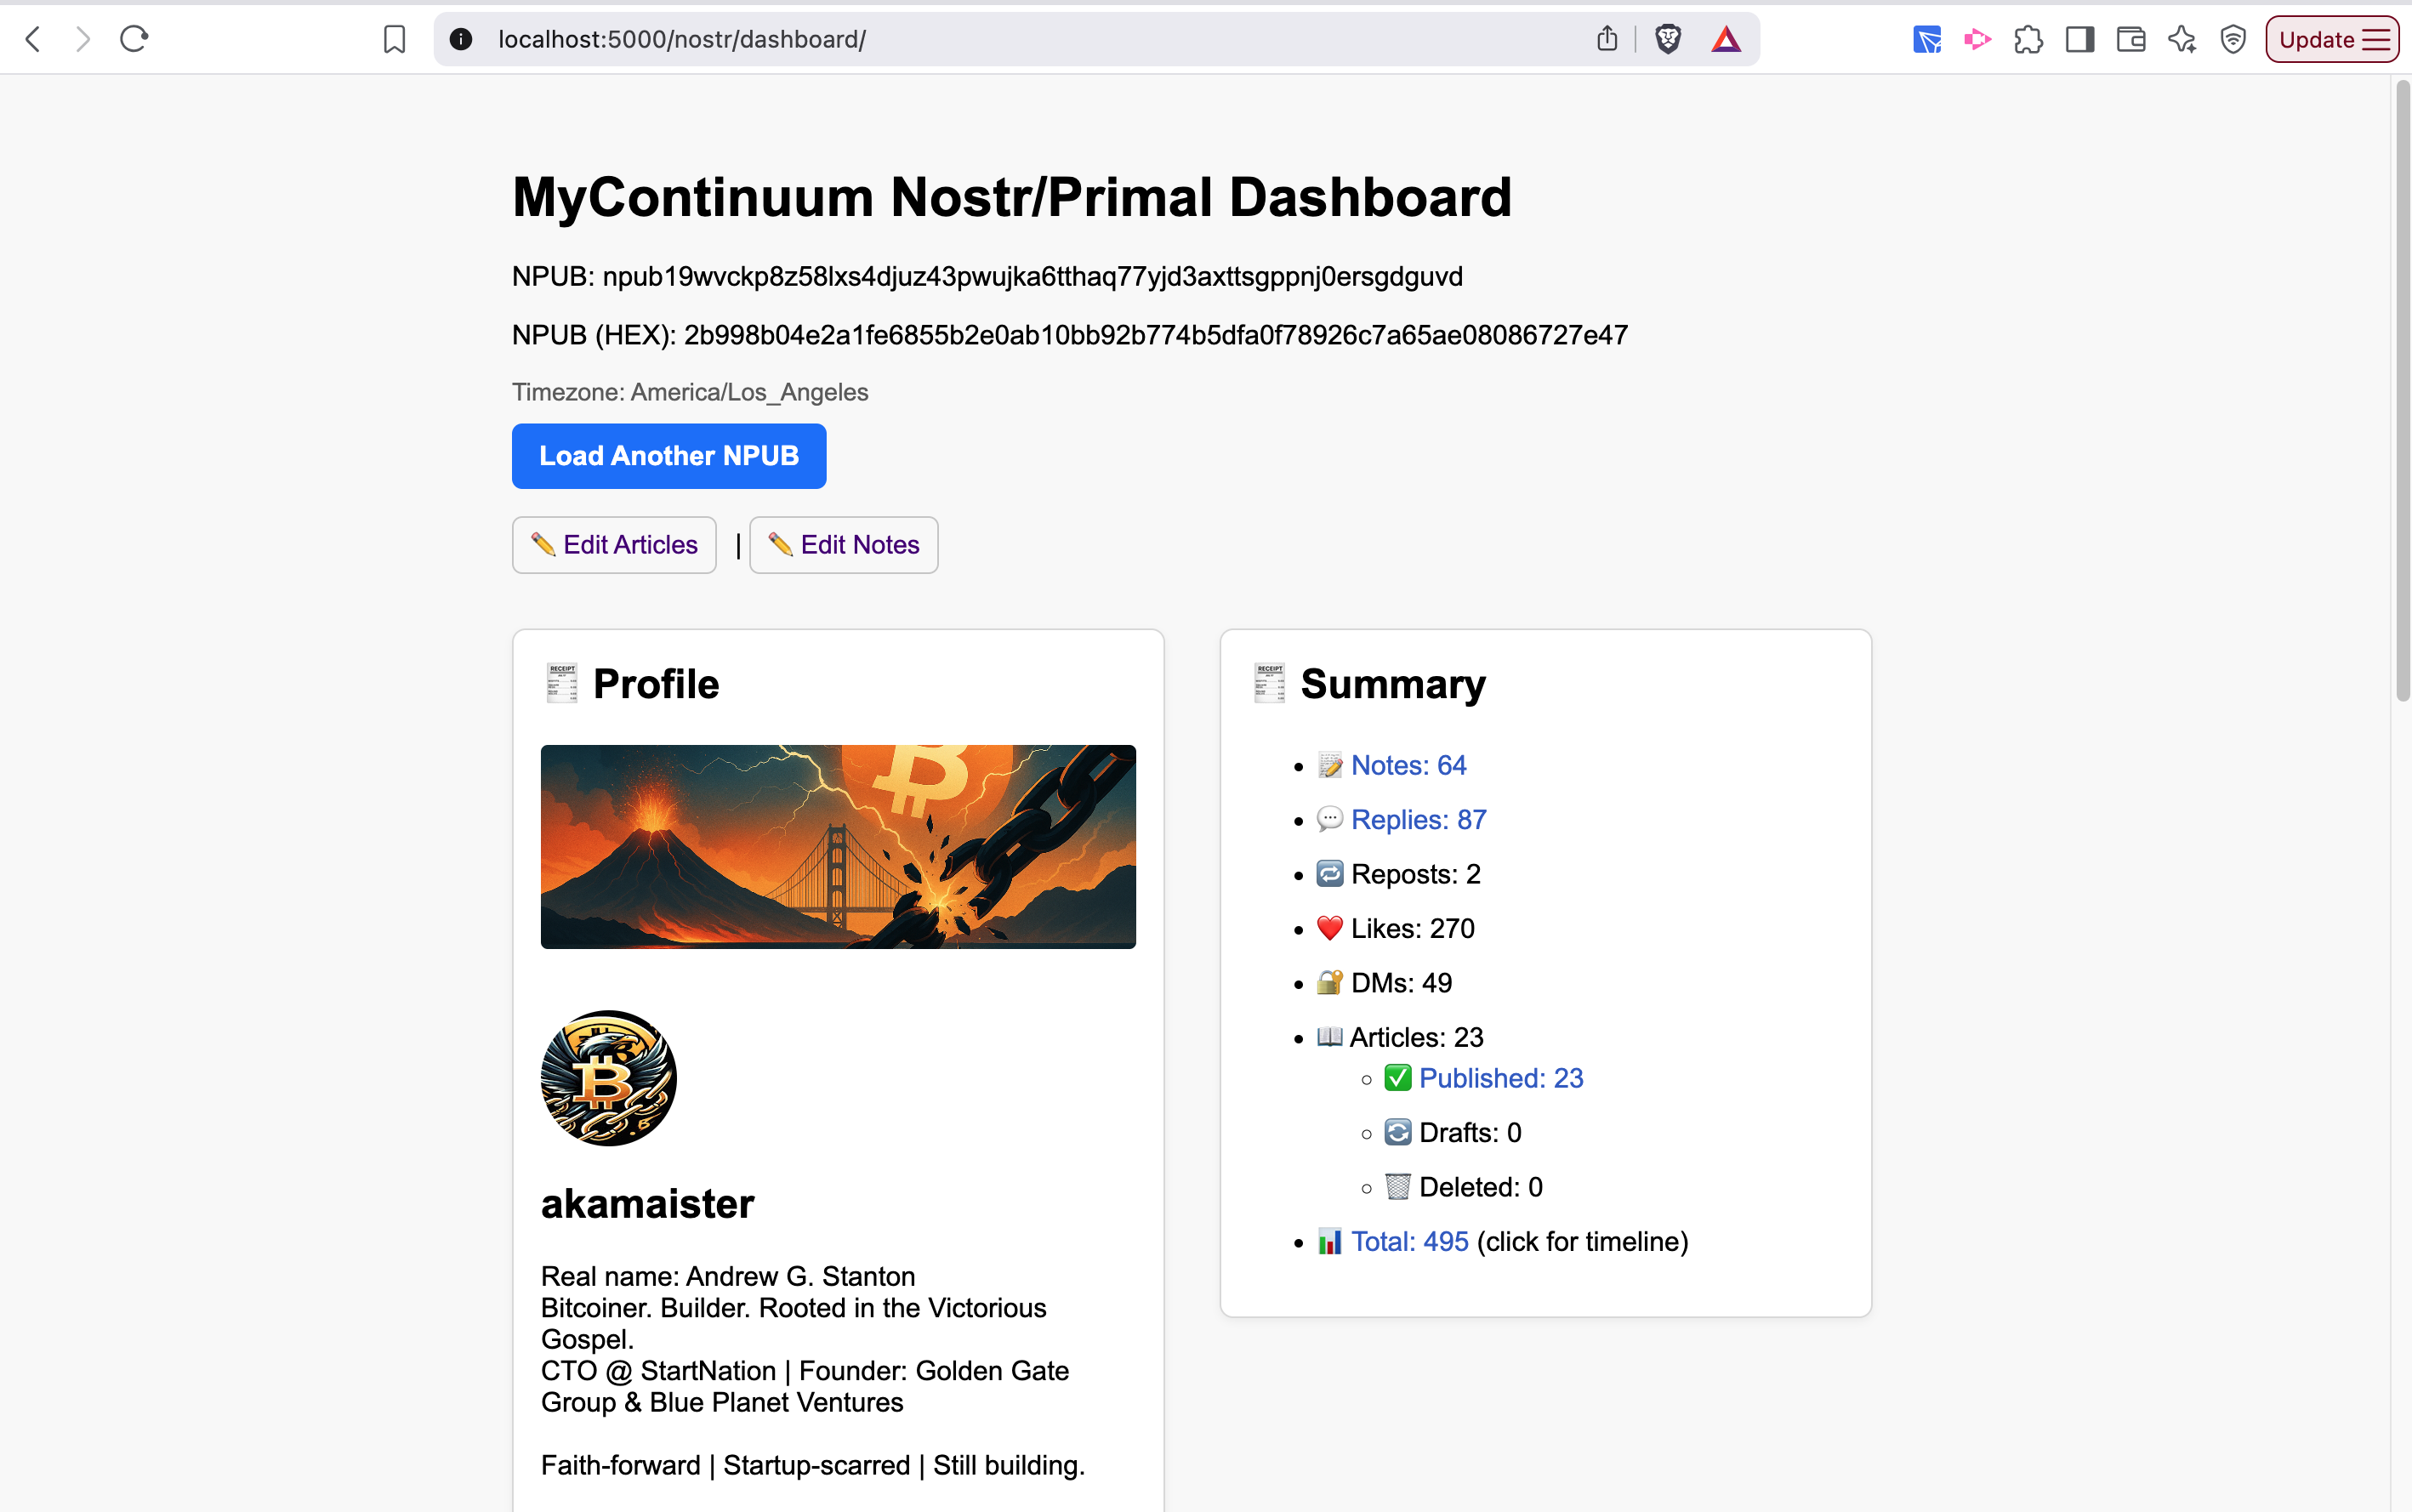 localhost:5000/nostr/dashboard/
Update
MyContinuum Nostr/Primal Dashboard
NPUB: npub19wvckp8z58lxs4djuz43pwujka6tthaq77yjd3axttsgppnj0ersgdguvd
NPUB (HEX): 2b998b04e2a1fe6855b2e0ab10bb92b774b5dfa0f78926c7a65ae08086727e47
Timezone: America/Los_Angeles
Load Another NPUB
Edit Articles | Edit Notes
Profile
akamaister
Real name: Andrew G. Stanton
Bitcoiner. Builder. Rooted in the Victorious
Gospel.
CTO @ StartNation | Founder: Golden Gate
Group & Blue Planet Ventures
Faith-forward | Startup-scarred | Still building.
Summary
Notes: 64
Replies: 87
Reposts: 2
Likes: 270
DMs: 49
Articles: 23
Published: 23
Drafts: 0
Deleted: 0
Total: 495 (click for timeline)